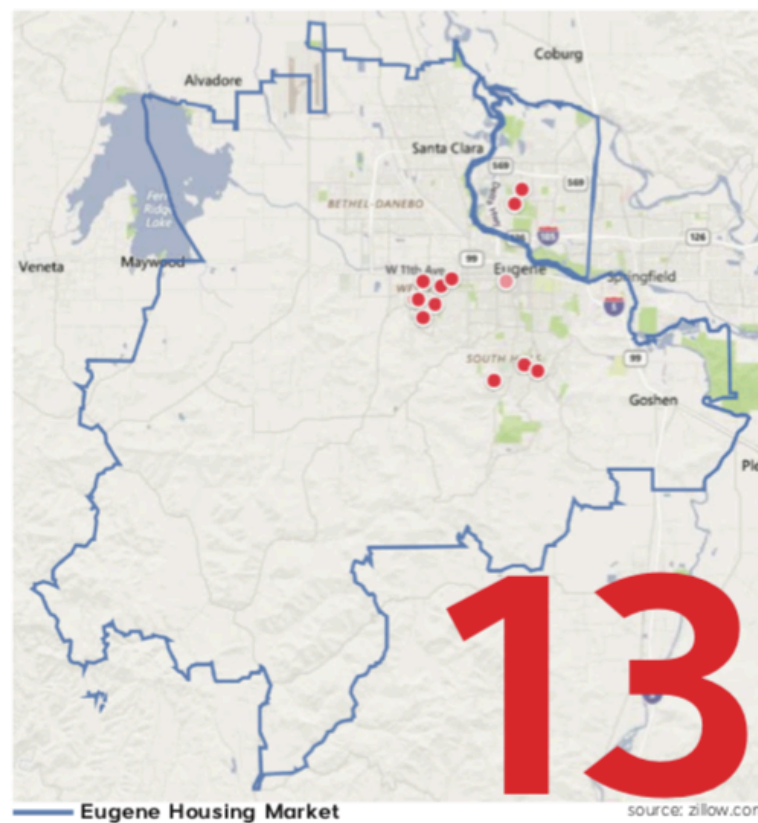 Coburg
Alvadore
Santa Clara
569
569
BETHEL-DANEBO
Fern
Ridge
Lake
105
126
99
Veneta
Maywood
W 11th Ave
Eugene
Springfield
5
99
SOUTH HILLS
Goshen
Ple
13
Eugene Housing Market
source: zillow.com